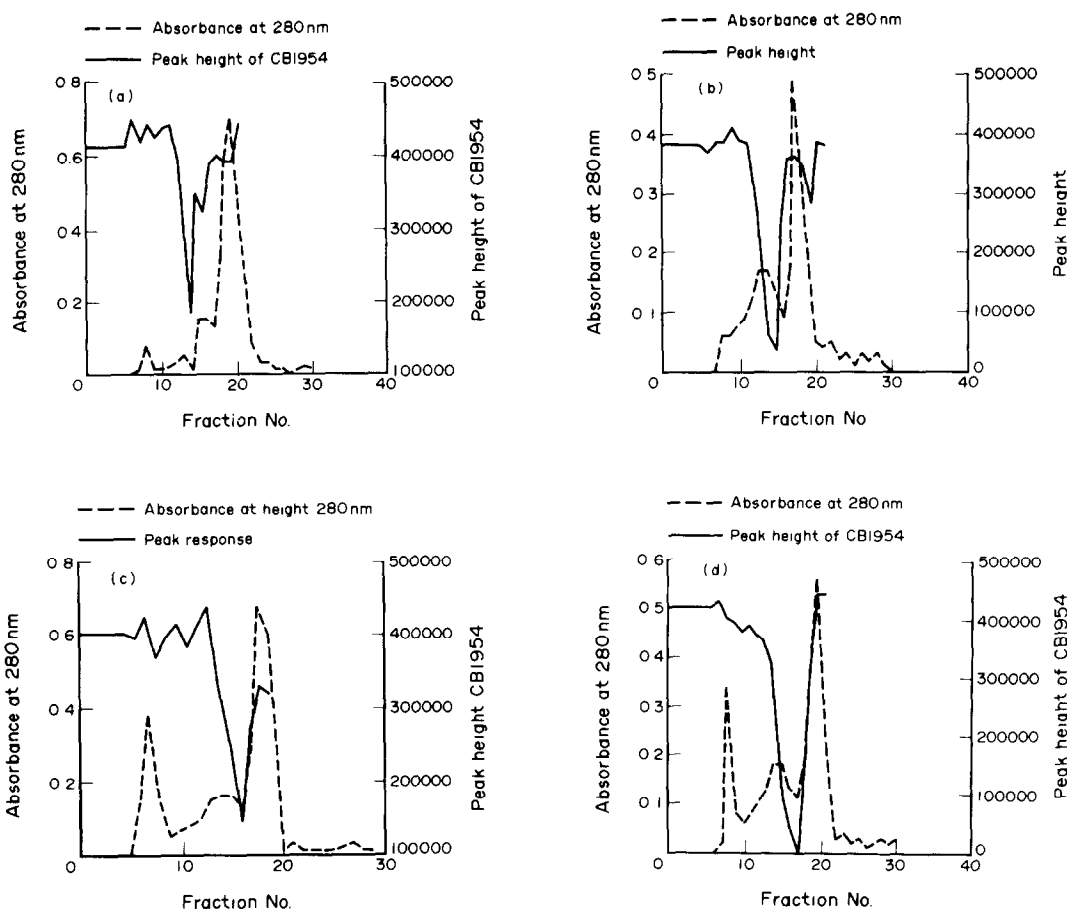 Absorbance at 280nm
Peak height of CB1954
(a)
0 8
0.6
0 4
0 2
0
10
20
30
40
500000
400000
300000
200000
100000
Absorbance at 280nm
Peak height of CB1954
Fraction No.
Absorbance at 280nm
Peak height
(b)
0.5
0 4
0 3
0 2
0 1
0
10
20
30
40
500000
400000
300000
200000
100000
0
Absorbance at 280nm
Peak height
Fraction No
Absorbance at height 280nm
Peak response
(c)
0 8
0 6
0 4
0 2
0
10
20
30
500000
400000
300000
200000
100000
Absorbance at 280nm
Peak height CB1954
Fraction No.
Absorbance at 280nm
Peak height of CB1954
(d)
0 6
0.5
0 4
0 3
0 2
0 1
0
10
20
30
40
500000
400000
300000
200000
100000
0
Absorbance at 280nm
Peak height of CB1954
Fraction No.